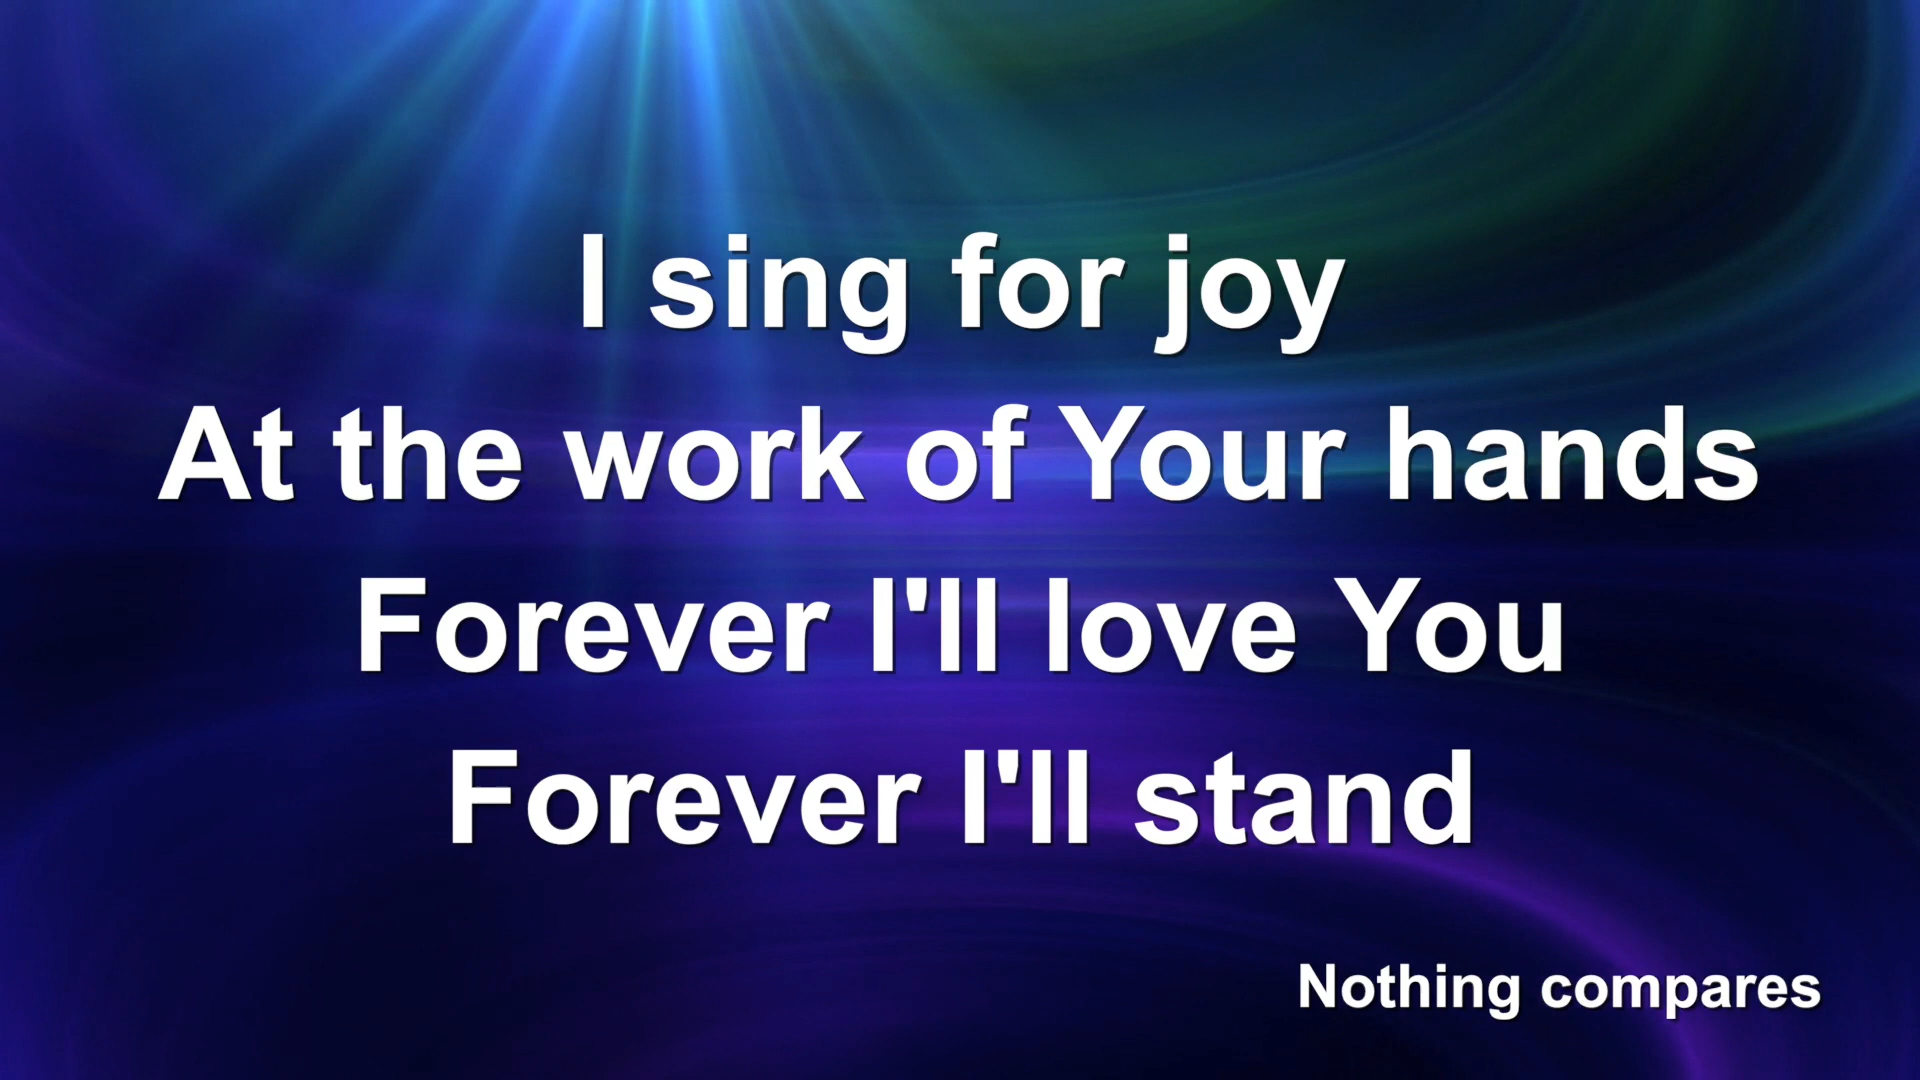 I sing for joy
At the work of Your hands
Forever I'll love You
Forever I'll stand
Nothing compares